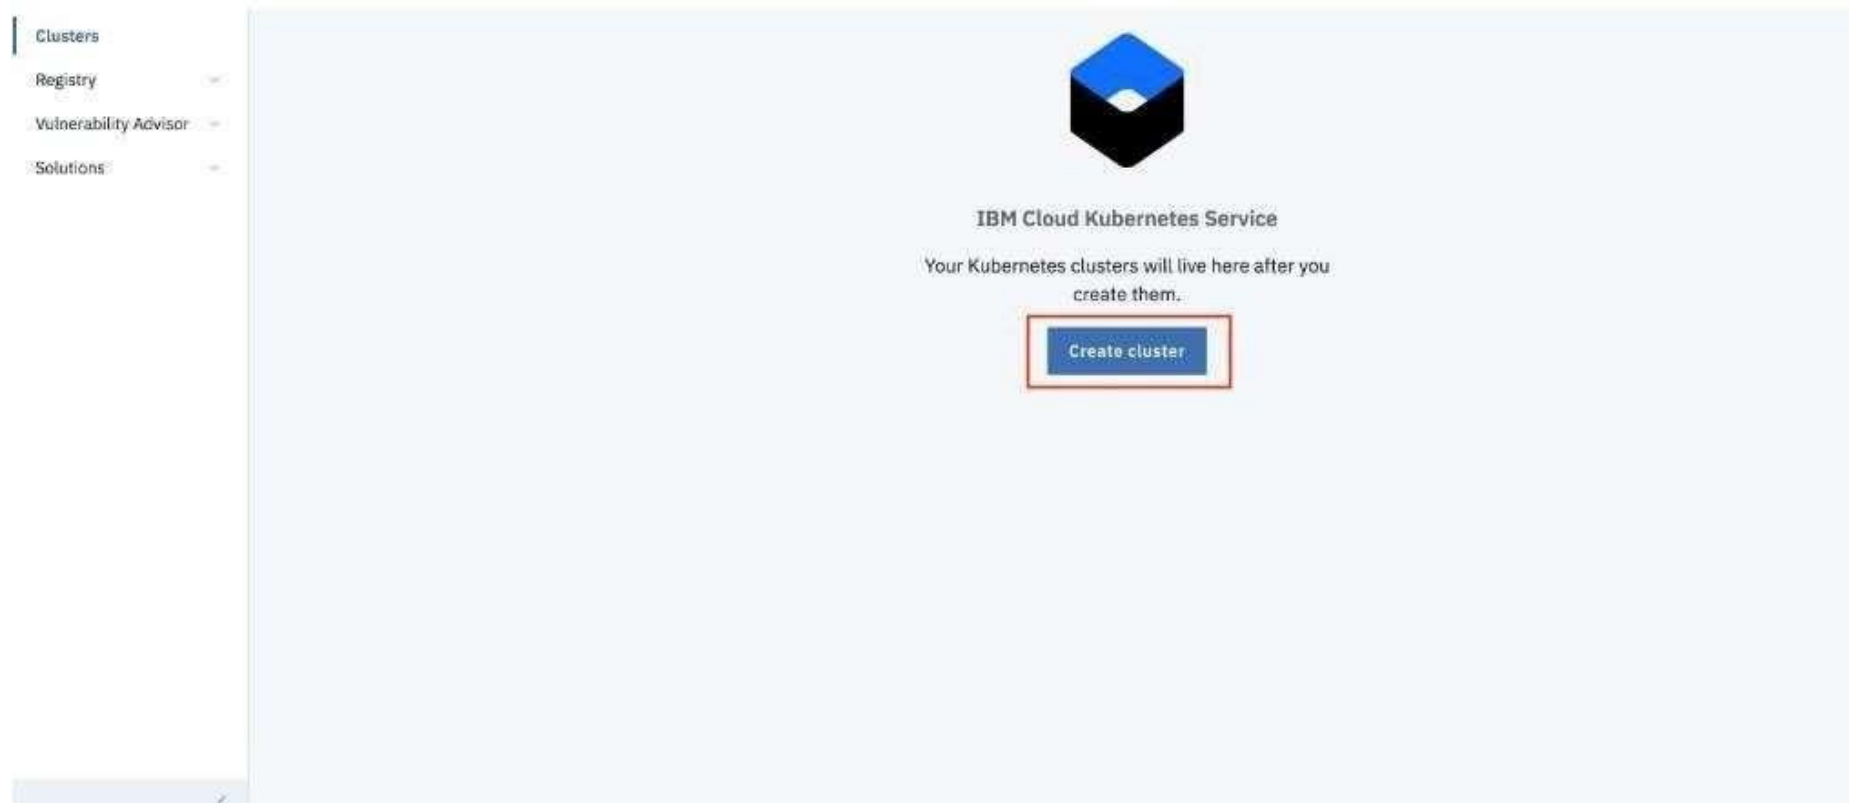 Clusters
Registry
Vulnerability Advisor
Solutions
IBM Cloud Kubernetes Service
Your Kubernetes clusters will live here after you
create them.
Create cluster